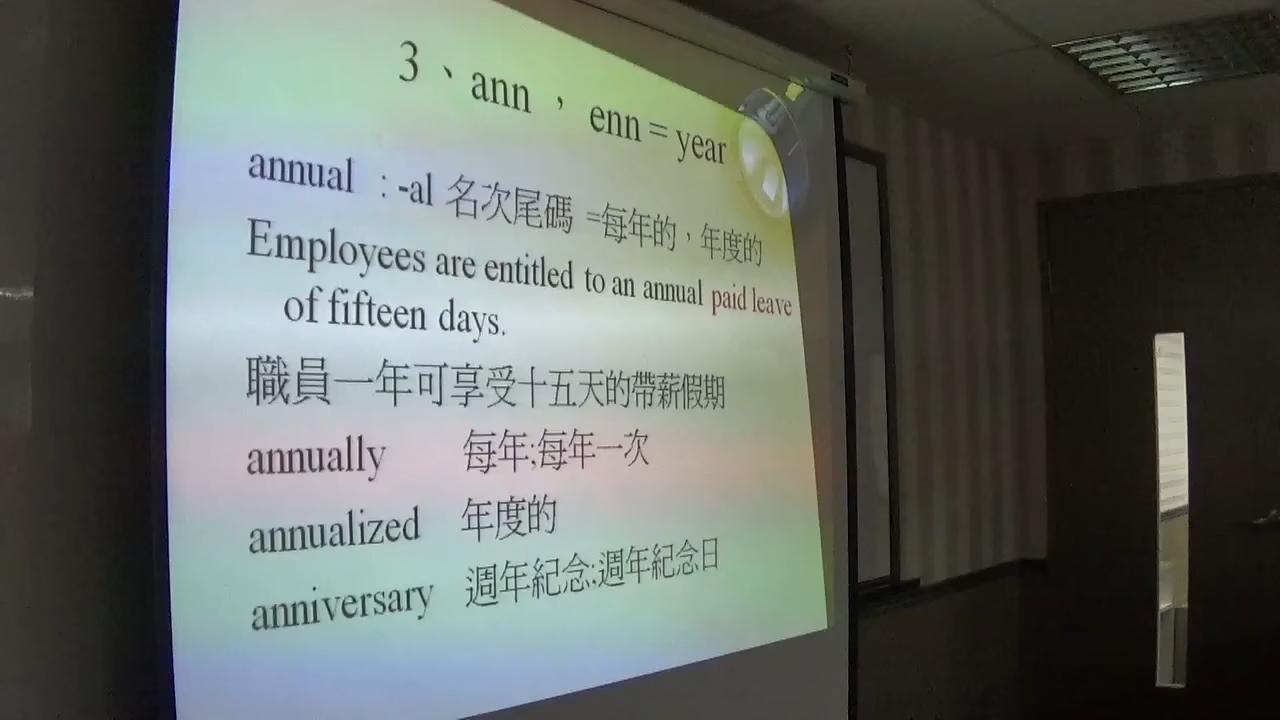 3、ann，enn = year
annual : -al 名次尾碼 =每年的，年度的
Employees are entitled to an annual paid leave
of fifteen days.
職員一年可享受十五天的帶薪假期
annually 每年;每年一次
annualized 年度的
anniversary 週年紀念;週年紀念日